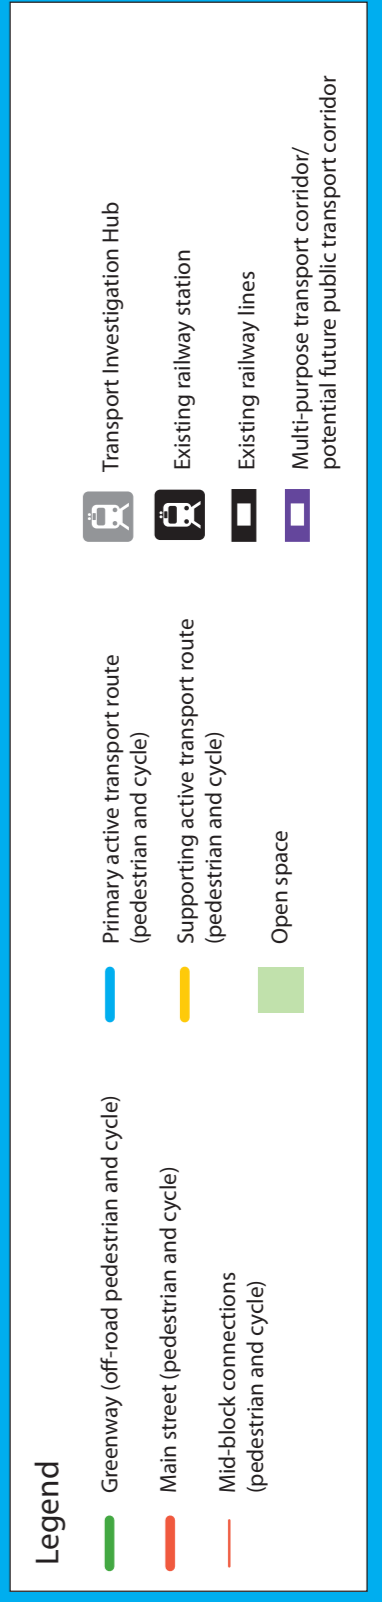 Legend
Greenway (off-road pedestrian and cycle)
Main street (pedestrian and cycle)
Mid-block connections
(pedestrian and cycle)
Primary active transport route
(pedestrian and cycle)
Supporting active transport route
(pedestrian and cycle)
Open space
Transport Investigation Hub
Existing railway station
Existing railway lines
Multi-purpose transport corridor/
potential future public transport corridor